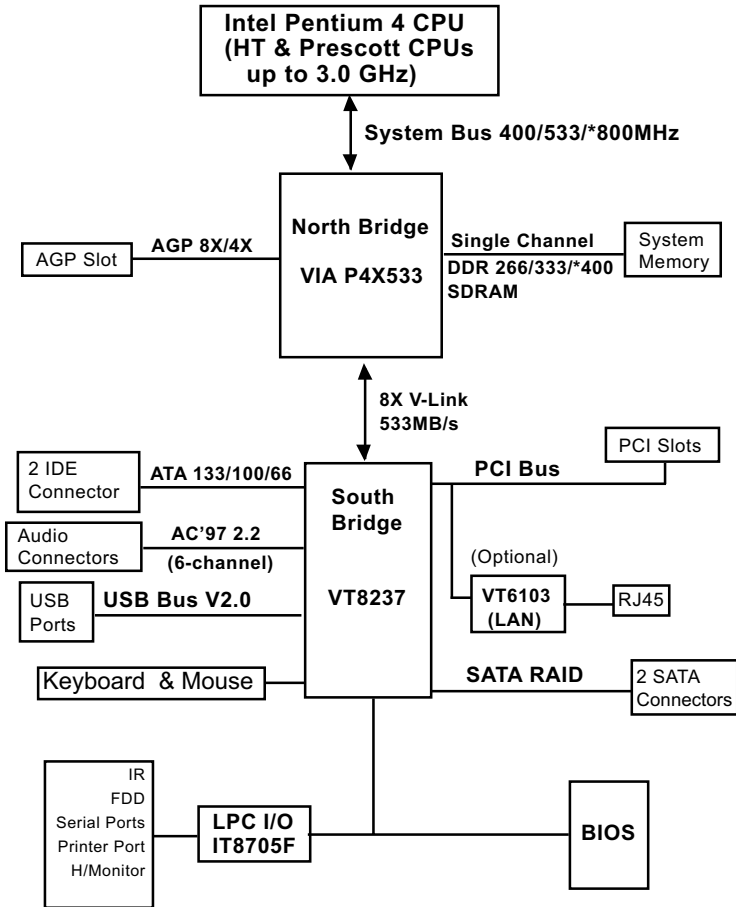 Intel Pentium 4 CPU
(HT & Prescott CPUs
up to 3.0 GHz)
System Bus 400/533/*800MHz
North Bridge
VIA P4X533
AGP Slot
AGP 8X/4X
Single Channel
DDR 266/333/*400
SDRAM
System
Memory
8X V-Link
533MB/s
2 IDE
Connector
ATA 133/100/66
South
Bridge
VT8237
PCI Bus
PCI Slots
Audio
Connectors
AC’97 2.2
(6-channel)
(Optional)
VT6103
(LAN)
RJ45
USB
Ports
USB Bus V2.0
Keyboard & Mouse
SATA RAID
2 SATA
Connectors
IR
FDD
Serial Ports
Printer Port
H/Monitor
LPC I/O
IT8705F
BIOS